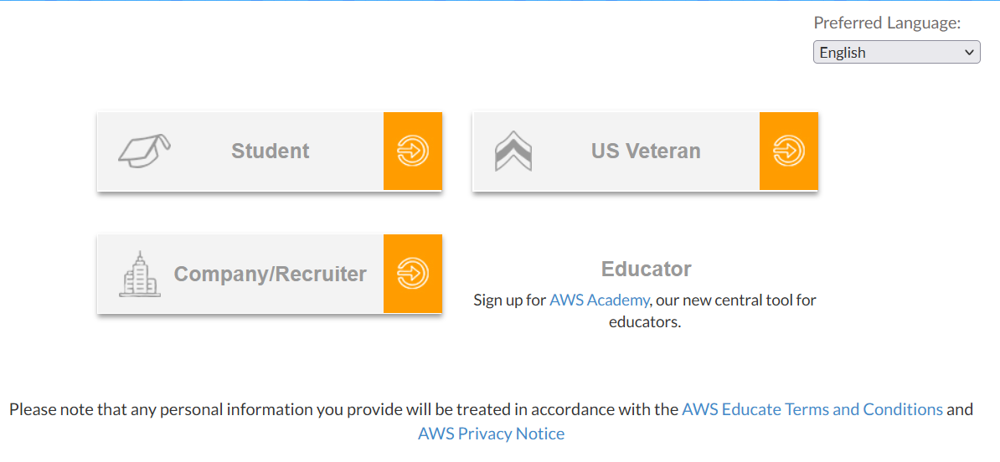 Preferred Language:
English
Student
US Veteran
Company/Recruiter
Educator
Sign up for AWS Academy, our new central tool for
educators.
Please note that any personal information you provide will be treated in accordance with the AWS Educate Terms and Conditions and
AWS Privacy Notice